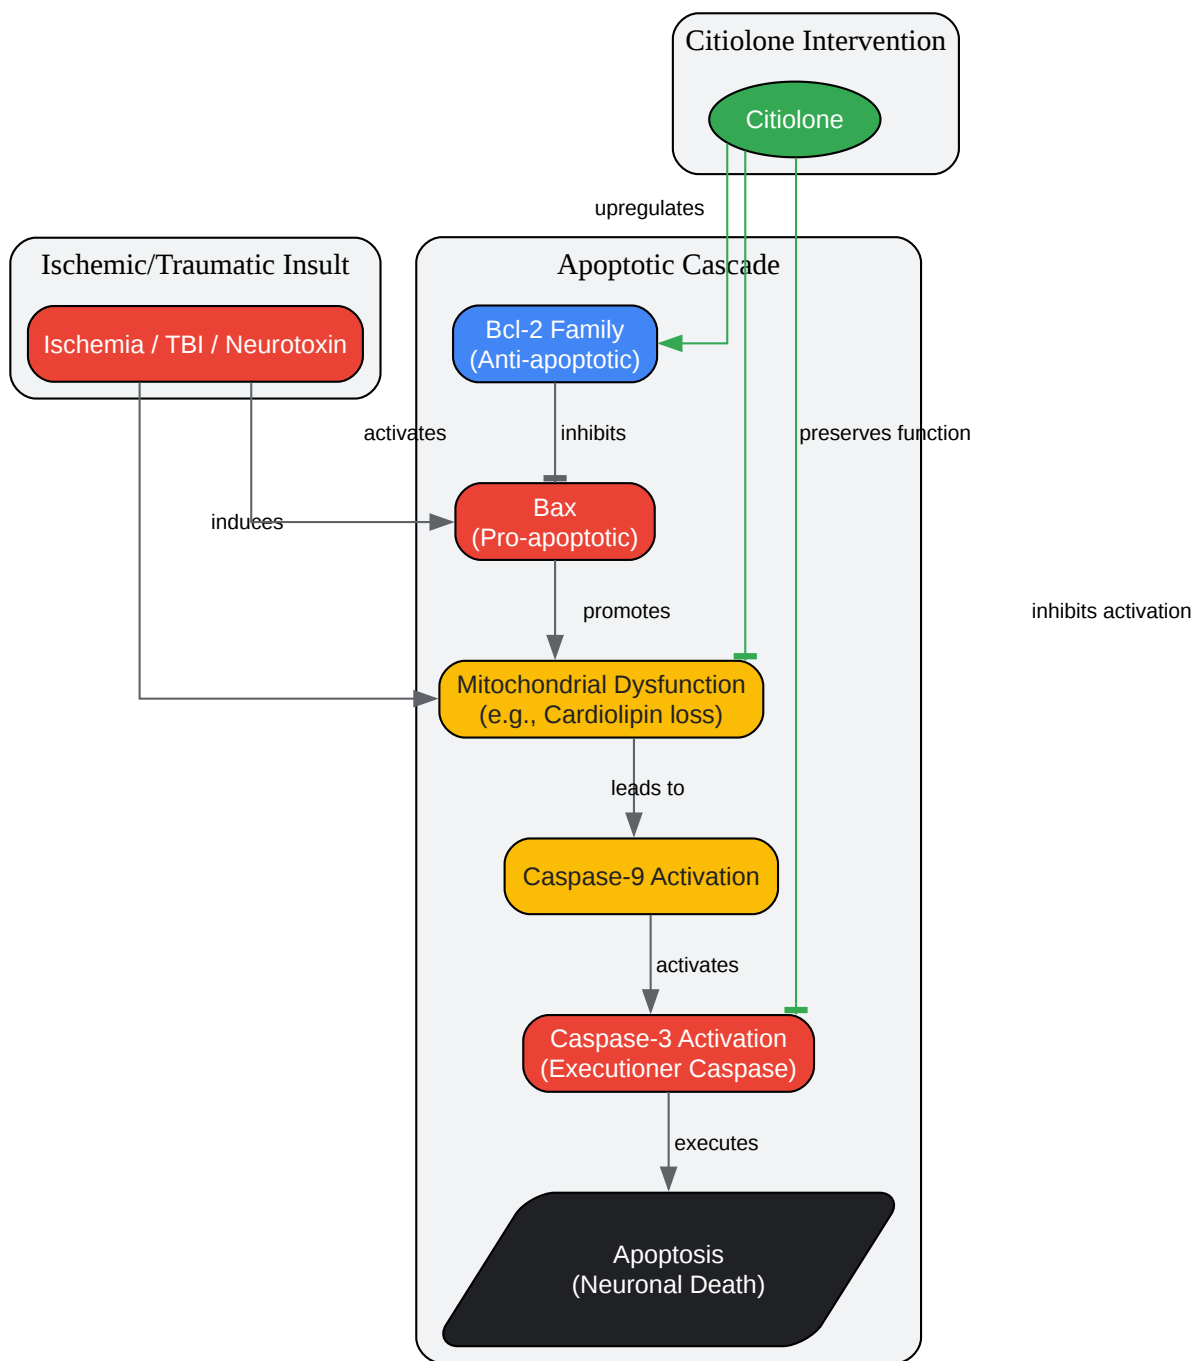 Citiolone Intervention
Citiolone
upregulates
Ischemic/Traumatic Insult
Apoptotic Cascade
Ischemia / TBI / Neurotoxin
Bcl-2 Family
(Anti-apoptotic)
activates
inhibits
preserves function
Bax
(Pro-apoptotic)
induces
promotes
inhibits activation
Mitochondrial Dysfunction
(e.g., Cardiolipin loss)
leads to
Caspase-9 Activation
activates
Caspase-3 Activation
(Executioner Caspase)
executes
Apoptosis
(Neuronal Death)